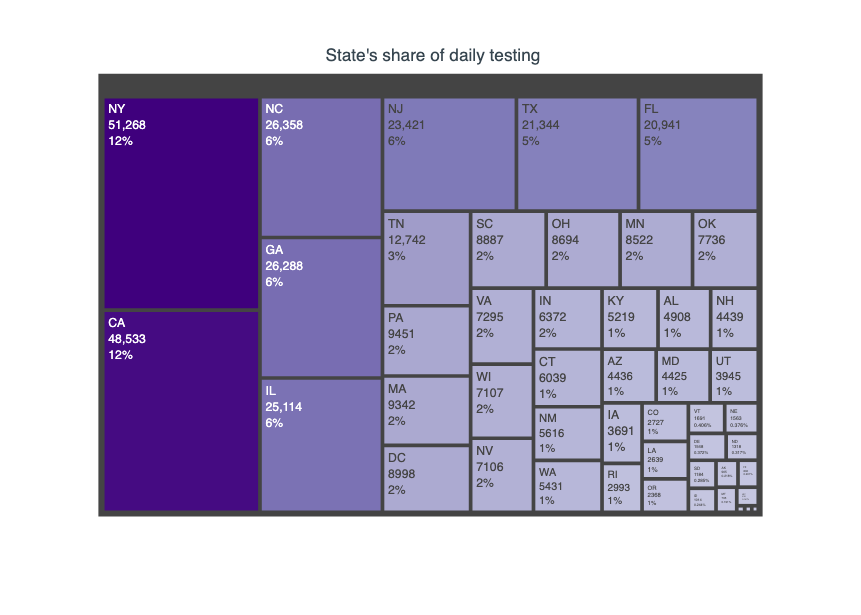 State's share of daily testing
NY
51,268
12%
CA
48,533
12%
NC
26,358
6%
GA
26,288
6%
IL
25,114
6%
NJ
23,421
6%
TX
21,344
5%
FL
20,941
5%
TN
12,742
3%
PA
9451
2%
MA
9342
2%
DC
8998
2%
SC
8887
2%
OH
8694
2%
MN
8522
2%
OK
7736
2%
VA
7295
2%
WI
7107
2%
NV
7106
2%
IN
6372
2%
CT
6039
1%
NM
5616
1%
WA
5431
1%
KY
5219
1%
AL
4908
1%
NH
4439
1%
AZ
4436
1%
MD
4425
1%
UT
3945
1%
IA
3691
1%
RI
2993
1%
CO
2727
1%
LA
2639
1%
OR
2368
1%
VT
NE
ND
SD